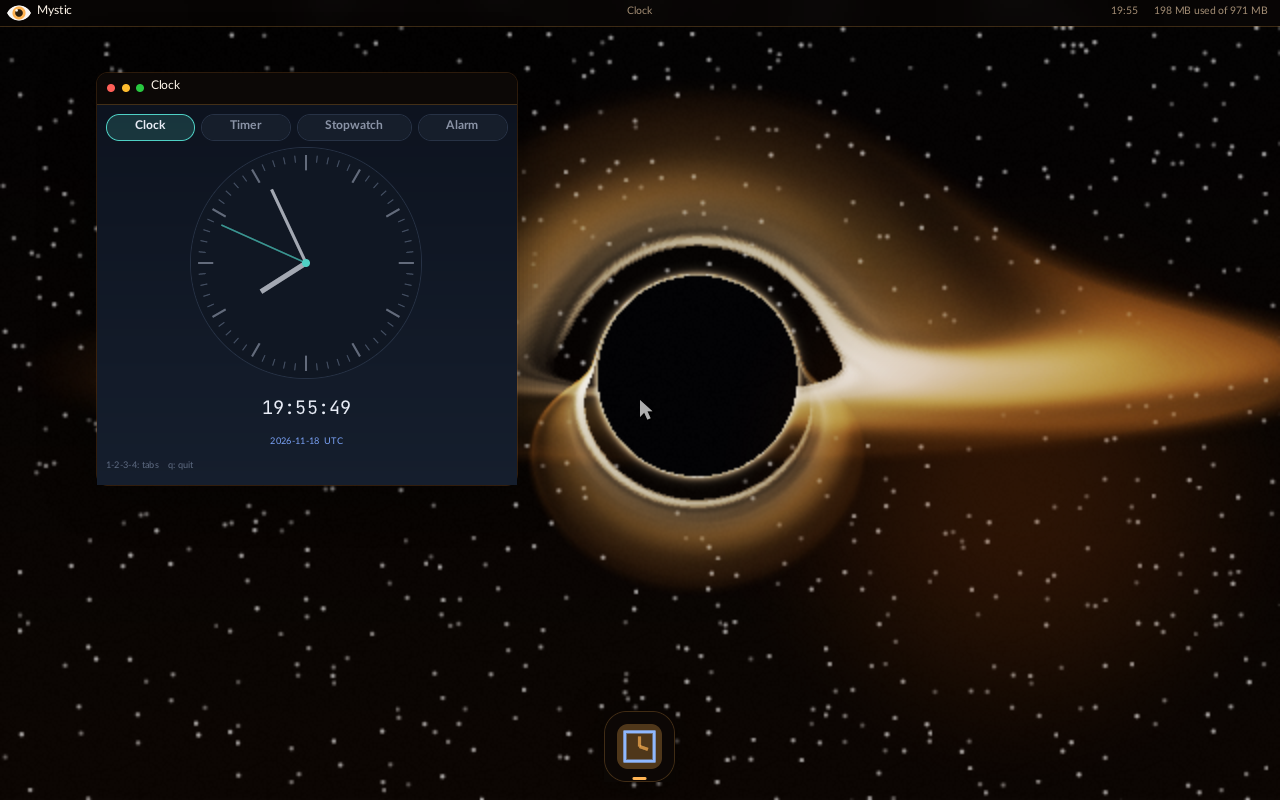 Mystic
Clock
19:55
198 MB used of 971 MB
Clock
Clock
Timer
Stopwatch
Alarm
19:55:49
2026-11-18 UTC
1-2-3-4: tabs q: quit